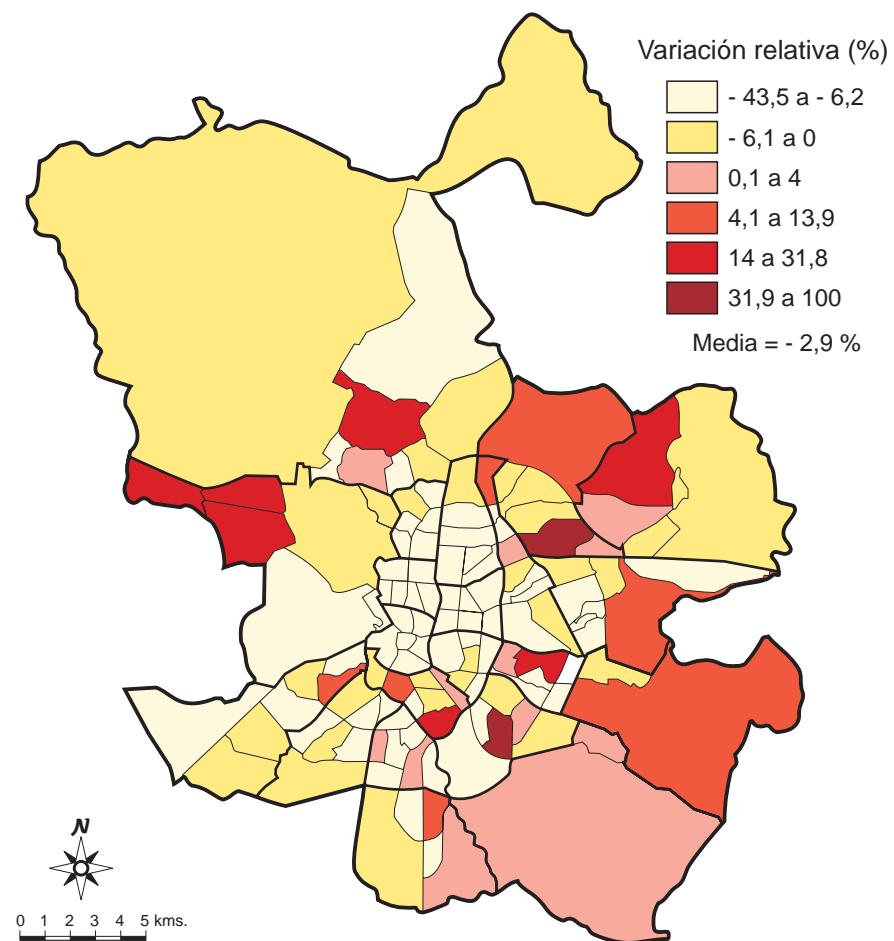 Variación relativa (%)
- 43,5 a - 6,2
- 6,1 a 0
0,1 a 4
4,1 a 13,9
14 a 31,8
31,9 a 100
Media = - 2,9 %
N
0 1 2 3 4 5 kms.